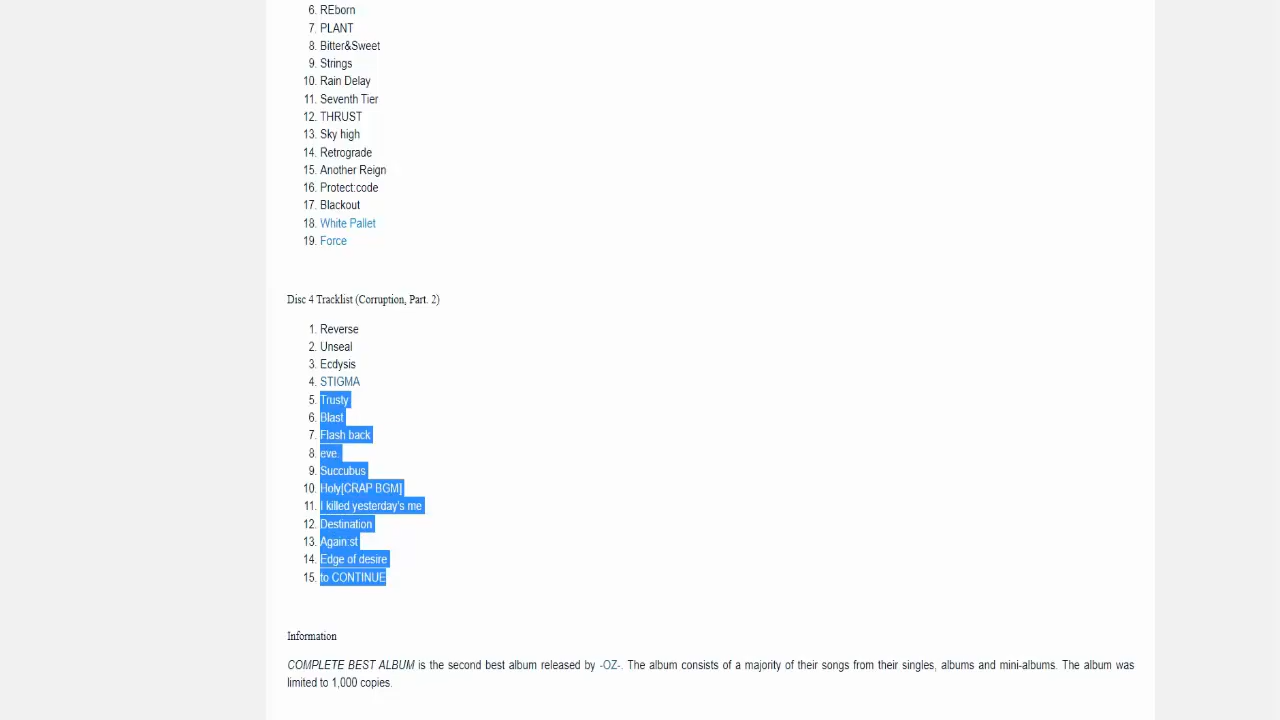 6. REborn
7. PLANT
8. Bitter&Sweet
9. Strings
10. Rain Delay
11. Seventh Tier
12. THRUST
13. Sky high
14. Retrograde
15. Another Reign
16. Protect:code
17. Blackout
18. White Pallet
19. Force
Disc 4 Tracklist (Corruption, Part. 2)
1. Reverse
2. Unseal
3. Ecdysis
4. STIGMA
5. Trusty
6. Blast
7. Flash back
8. eve.
9. Succubus
10. Holy[CRAP BGM]
11. I killed yesterday's me
12. Destination
13. Again:st
14. Edge of desire
15. to CONTINUE
Information
COMPLETE BEST ALBUM is the second best album released by -OZ-. The album consists of a majority of their songs from their singles, albums and mini-albums. The album was
limited to 1,000 copies.